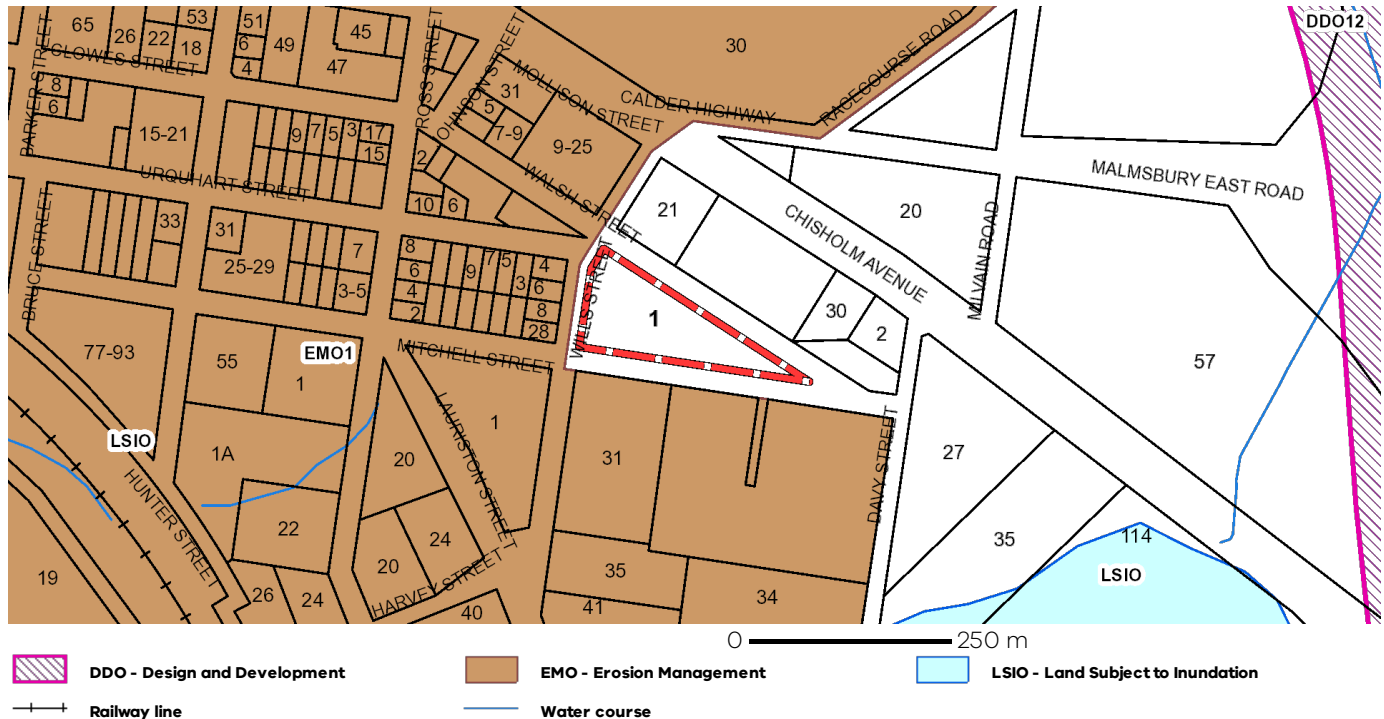 65
26
22
53
18
51
6
4
49
45
47
CLOWES STREET
PARKER STREET
8
6
15-21
9
7
5
3
17
15
ROSS STREET
JOHNSON STREET
31
5
7-9
MOLLISON STREET
9-25
30
CALDER HIGHWAY
RACECOURSE ROAD
DDO12
MALMSBURY EAST ROAD
URQUHART STREET
2
10
6
WALSH STREET
21
CHISHOLM AVENUE
20
MILVAIN ROAD
BRUCE STREET
33
31
25-29
7
3-5
8
6
4
2
9
7
5
3
4
6
8
28
WILLS STREET
1
30
2
57
77-93
55
EMO1
1
MITCHELL STREET
LAURISTON STREET
1
LSIO
1A
20
31
DAVY STREET
27
HUNTER STREET
22
24
20
35
114
LSIO
19
26
24
HARVEY STREET
40
35
41
34
0 250 m
DDO - Design and Development
EMO - Erosion Management
LSIO - Land Subject to Inundation
Railway line
Water course